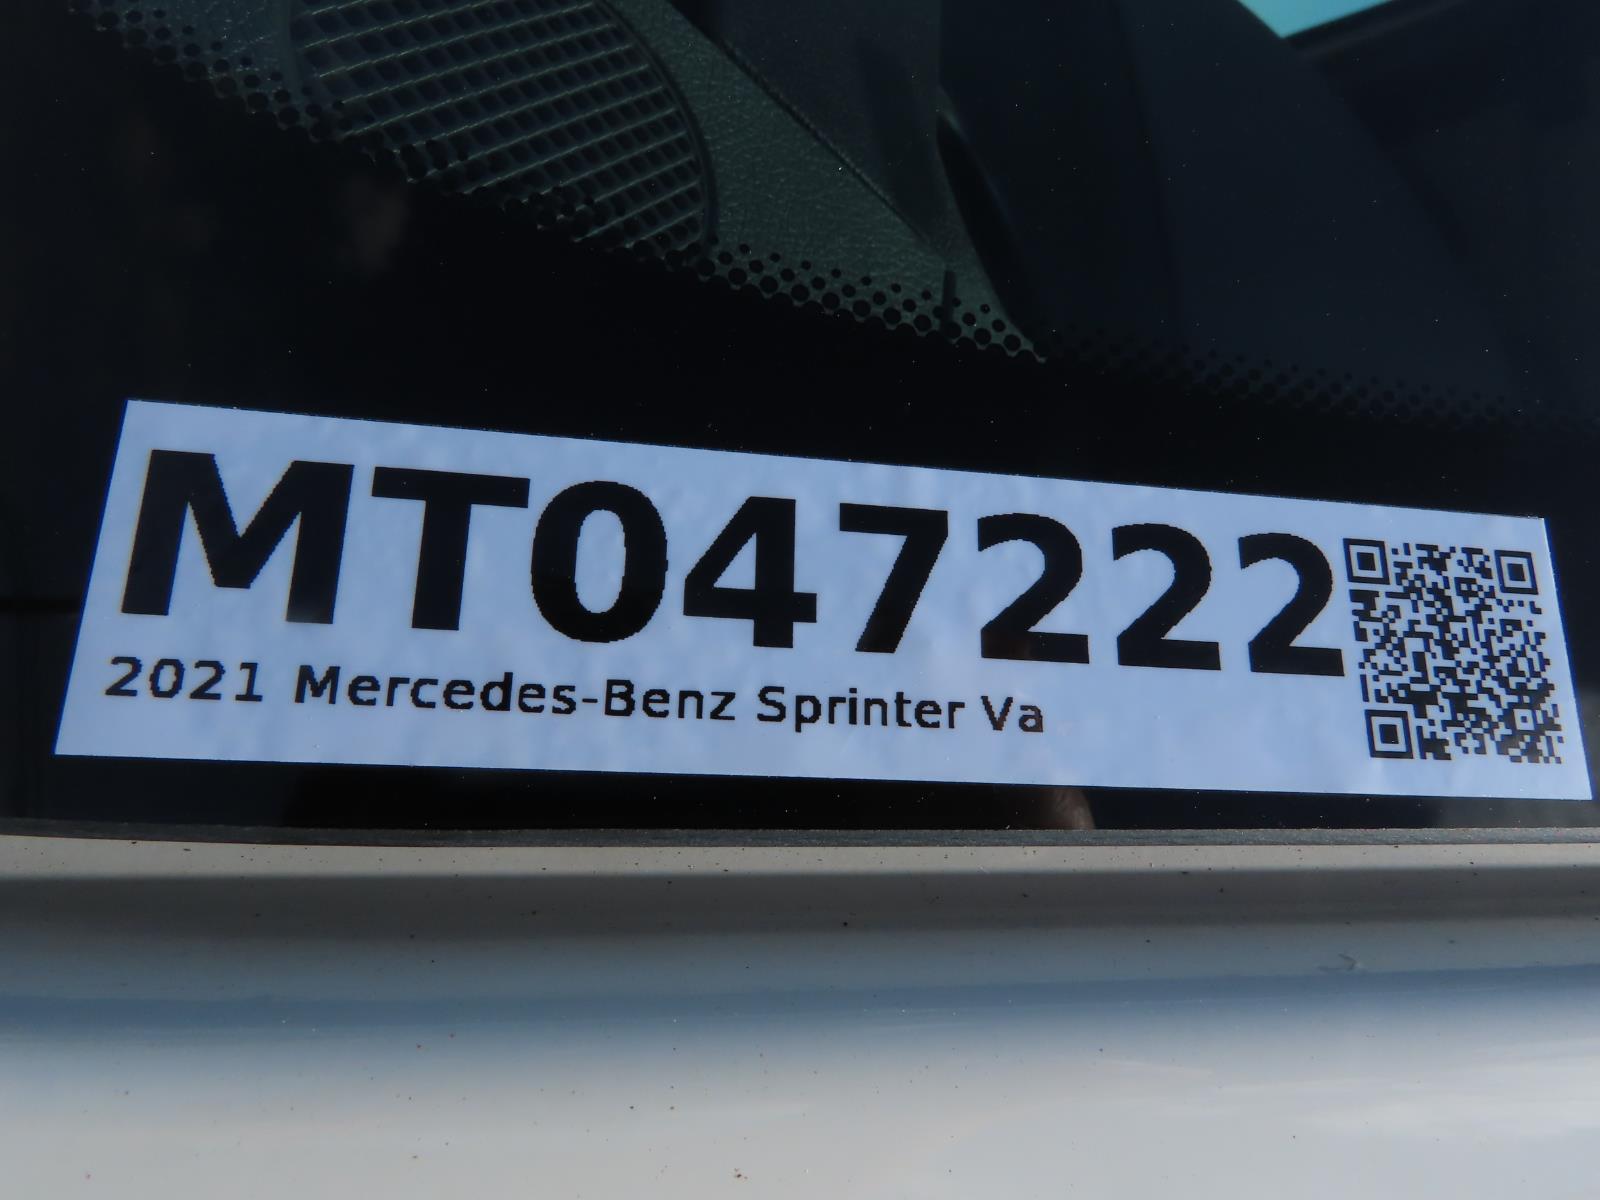 MT047222
2021 Mercedes-Benz Sprinter Va